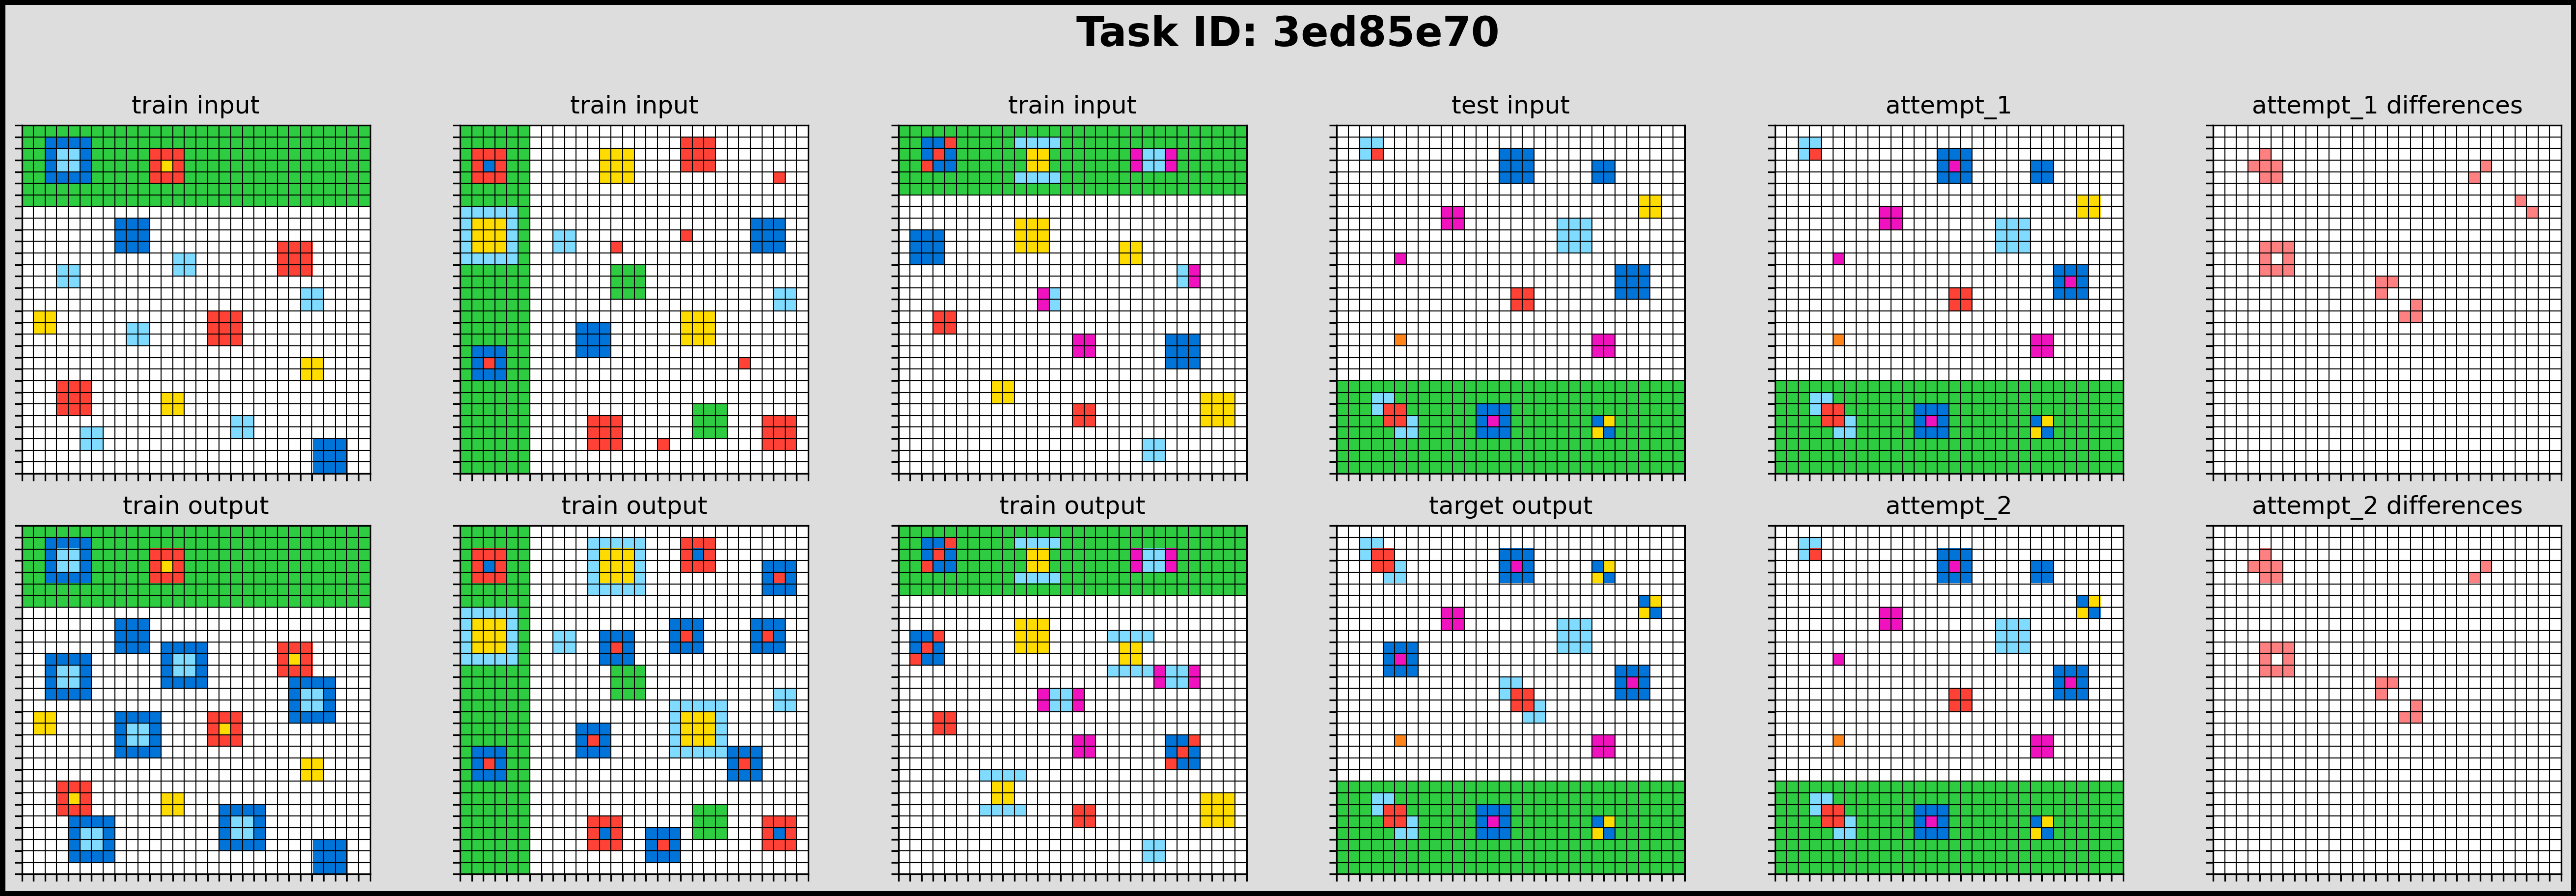 Task ID: 3ed85e70
train input
train input
train input
test input
attempt_1
attempt_1 differences
train output
train output
train output
target output
attempt_2
attempt_2 differences